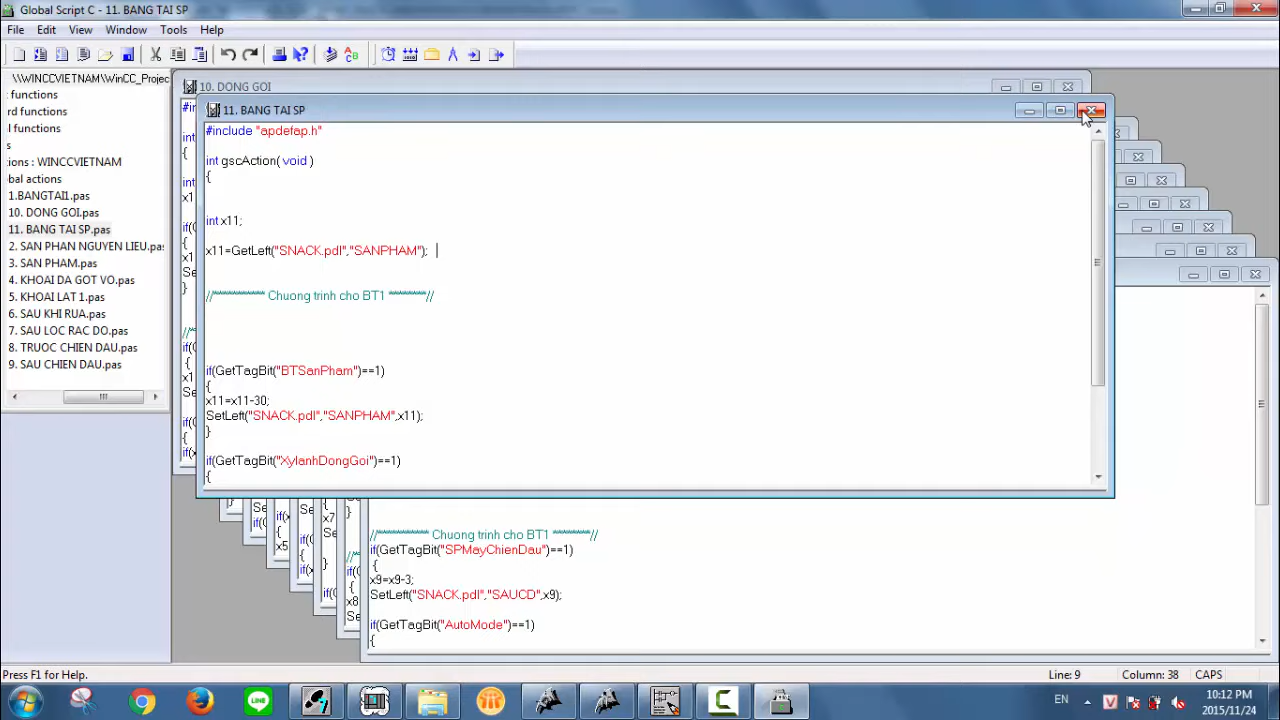 Global Script C - 11. BANG TAI SP
File Edit View Window Tools Help
\\WINCCVIETNAM\WinCC_Projec
functions
rd functions
l functions
s
tions : WINCCVIETNAM
bal actions
1.BANGTAI1.pas
10. DONG GOI.pas
11. BANG TAI SP.pas
2. SAN PHAN NGUYEN LIEU.pas
3. SAN PHAM.pas
4. KHOAI DA GOT VO.pas
5. KHOAI LAT 1.pas
6. SAU KHI RUA.pas
7. SAU LOC RAC DO.pas
8. TRUOC CHIEN DAU.pas
9. SAU CHIEN DAU.pas
10. DONG GOI
11. BANG TAI SP
#include "apdefap.h"
int gscAction( void )
{
int x11;
x11=GetLeft("SNACK.pdl","SANPHAM");
//************ Chuong trinh cho BT1 *********//
if(GetTagBit("BTSanPham")==1)
{
x11=x11-30;
SetLeft("SNACK.pdl","SANPHAM",x11);
}
if(GetTagBit("XylanhDongGoi")==1)
{
//************ Chuong trinh cho BT1 *********//
if(GetTagBit("SPMayChienDau")==1)
{
x9=x9-3;
SetLeft("SNACK.pdl","SAUCD",x9);
if(GetTagBit("AutoMode")==1)
{
Press F1 for Help.
Line: 9
Column: 38
CAPS
LINE
EN
10:12 PM
2015/11/24